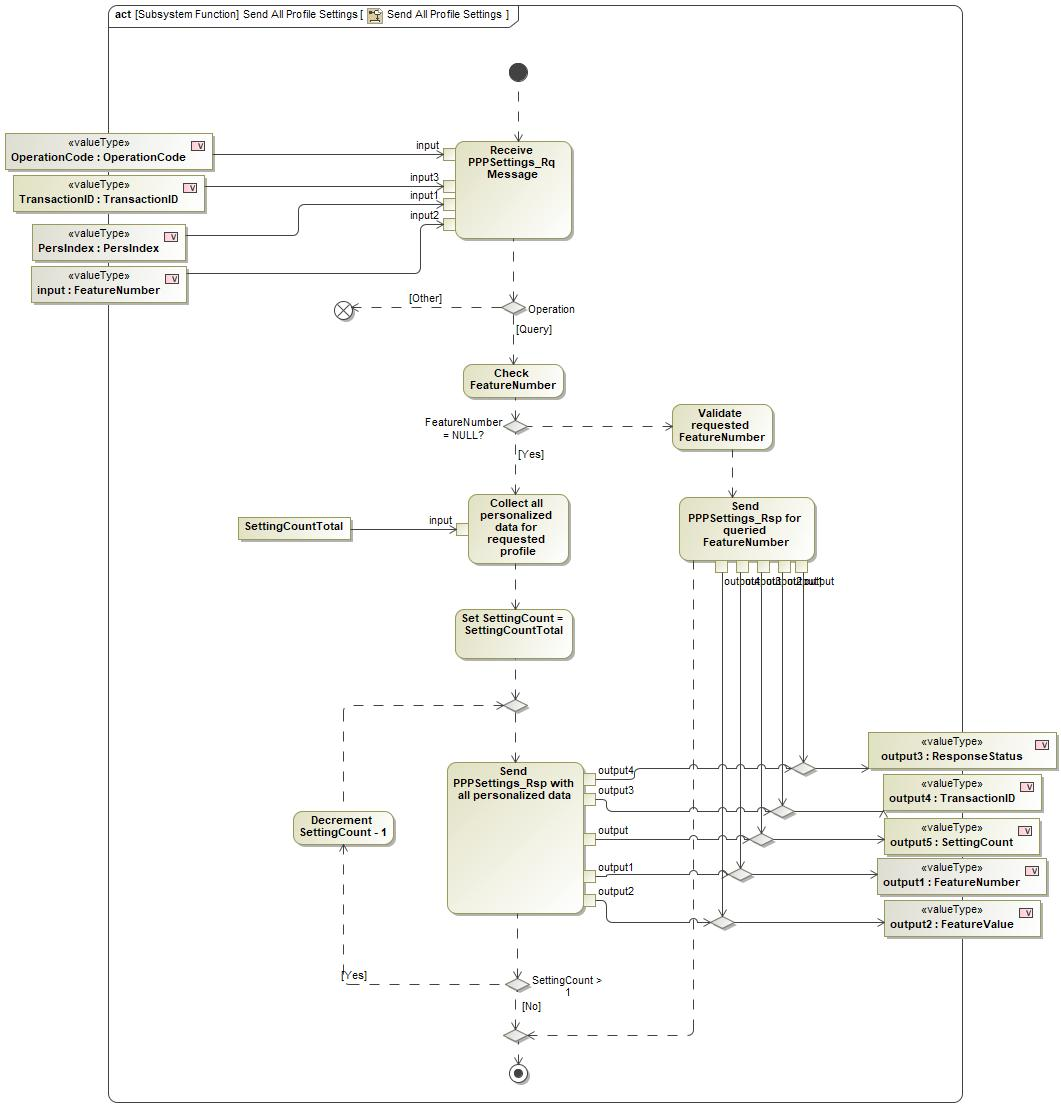 act [Subsystem Function] Send All Profile Settings [ Send All Profile Settings ]
«valueType»
OperationCode : OperationCode
V
«valueType»
TransactionID : TransactionID
V
«valueType»
PersIndex : PersIndex
V
«valueType»
input : FeatureNumber
V
input
input3
input1
input2
Receive
PPPSettings_Rq
Message
[Other]
Operation
[Query]
Check
FeatureNumber
FeatureNumber
= NULL?
[Yes]
Validate
requested
FeatureNumber
SettingCountTotal
input
Collect all
personalized
data for
requested
profile
Send
PPPSettings_Rsp for
queried
FeatureNumber
output4
output3
output2
output1
output
Set SettingCount =
SettingCountTotal
Send
PPPSettings_Rsp with
all personalized data
output4
output3
output
output1
output2
Decrement
SettingCount - 1
«valueType»
output3 : ResponseStatus
V
«valueType»
output4 : TransactionID
V
«valueType»
output5 : SettingCount
V
«valueType»
output1 : FeatureNumber
V
«valueType»
output2 : FeatureValue
V
[Yes]
SettingCount >
1
[No]